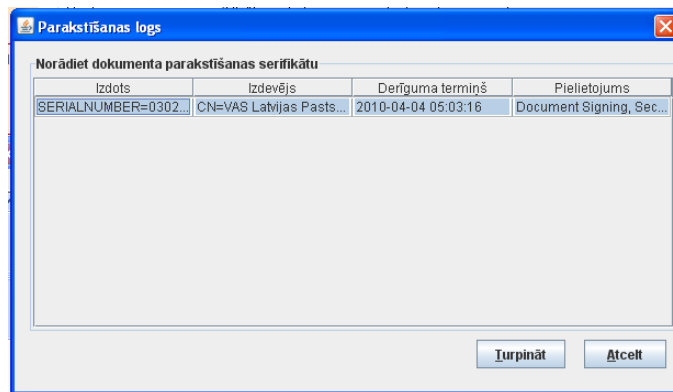 Parakstīšanas logs
Norādiet dokumenta parakstīšanas serifikātu
Izdots Izdevējs Derīguma termiņš Pielietojums
SERIALNUMBER=0302... CN=VAS Latvijas Pasts... 2010-04-04 05:03:16 Document Signing, Sec...
Turpināt Atcelt